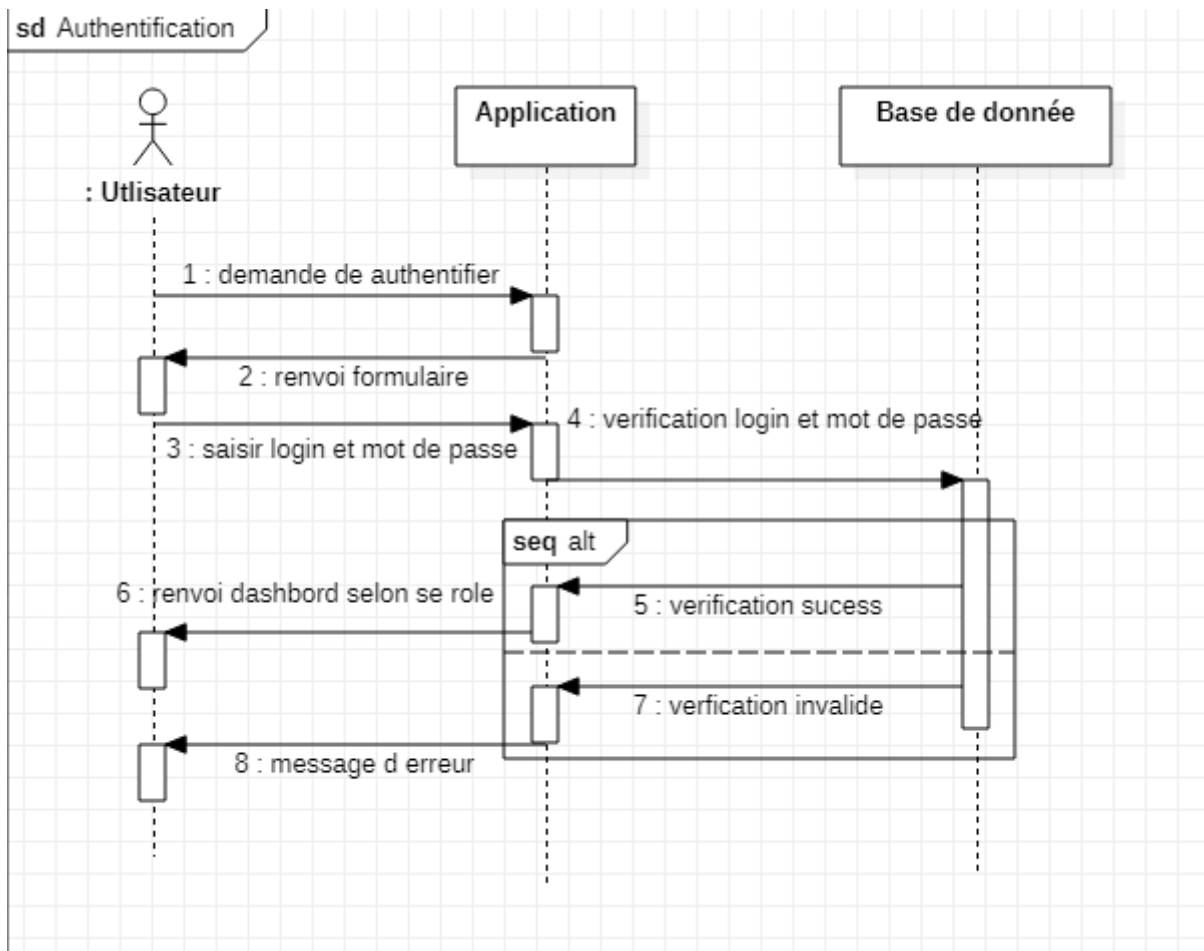 sd Authentification
Application
Base de donnée
: Utlisateur
1 : demande de authentifier
2 : renvoi formulaire
3 : saisir login et mot de passe
4 : verification login et mot de passe
seq alt
5 : verification sucess
6 : renvoi dashbord selon se role
7 : verfication invalide
8 : message d erreur